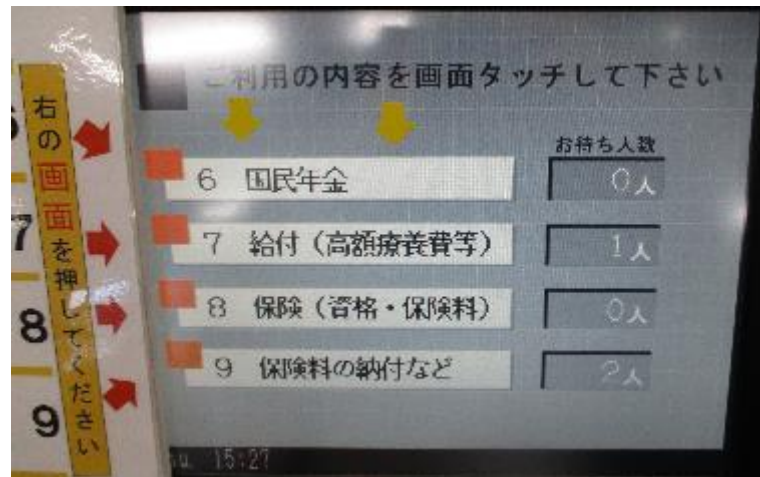 右の画面を押してください
7
8
9
ご利用の内容を画面タッチして下さい
お待ち人数
6 国民年金 0人
7 給付（高額療養費等） 1人
8 保険（資格・保険料） 0人
9 保険料の納付など 2人
15:27